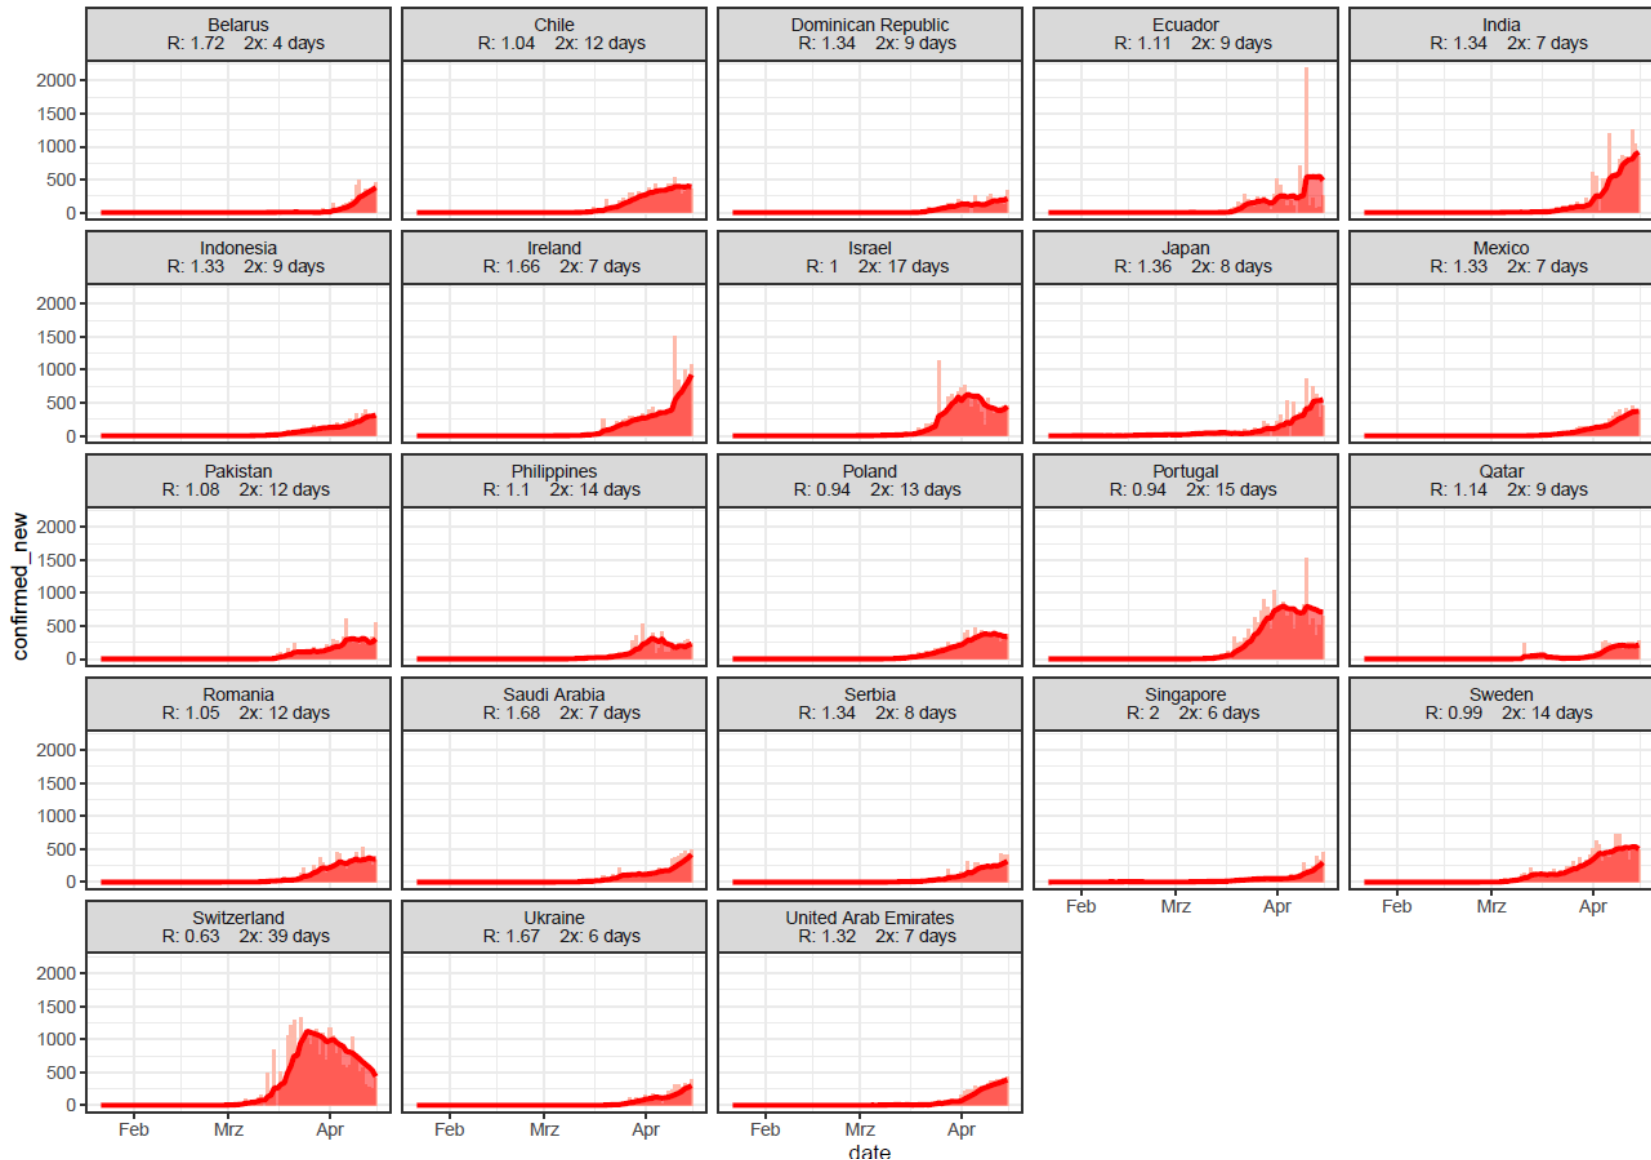 Belarus
R: 1.72 2x: 4 days
Chile
R: 1.04 2x: 12 days
Dominican Republic
R: 1.34 2x: 9 days
Ecuador
R: 1.11 2x: 9 days
India
R: 1.34 2x: 7 days
2000
1500
1000
500
0
Indonesia
R: 1.33 2x: 9 days
Ireland
R: 1.66 2x: 7 days
Israel
R: 1 2x: 17 days
Japan
R: 1.36 2x: 8 days
Mexico
R: 1.33 2x: 7 days
2000
1500
1000
500
0
Pakistan
R: 1.08 2x: 12 days
Philippines
R: 1.1 2x: 14 days
Poland
R: 0.94 2x: 13 days
Portugal
R: 0.94 2x: 15 days
Qatar
R: 1.14 2x: 9 days
confirmed_new
2000
1500
1000
500
0
Romania
R: 1.05 2x: 12 days
Saudi Arabia
R: 1.68 2x: 7 days
Serbia
R: 1.34 2x: 8 days
Singapore
R: 2 2x: 6 days
Sweden
R: 0.99 2x: 14 days
2000
1500
1000
500
0
Feb Mrz Apr
Feb Mrz Apr
Switzerland
R: 0.63 2x: 39 days
Ukraine
R: 1.67 2x: 6 days
United Arab Emirates
R: 1.32 2x: 7 days
2000
1500
1000
500
0
Feb Mrz Apr
Feb Mrz Apr
Feb Mrz Apr
date